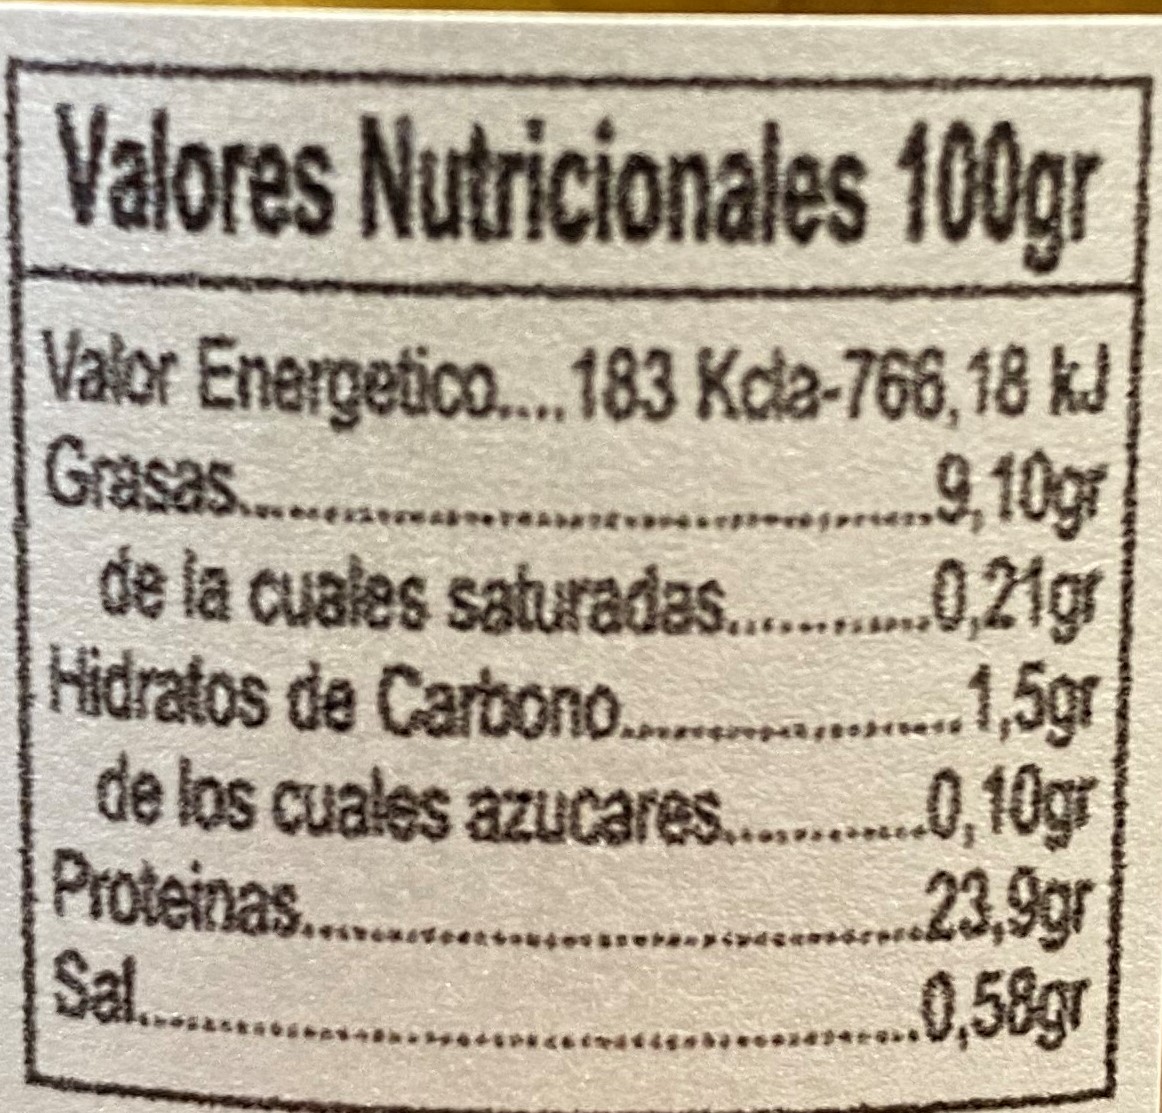 Valores Nutricionales 100gr
Valor Energetico.... 183 Kcla-766,18 kJ
Grasas..............................9,10gr
de la cuales saturadas............0,21gr
Hidratos de Carbono................1,5gr
de los cuales azucares............0,10gr
Proteinas............................23,9gr
Sal....................................0,58gr